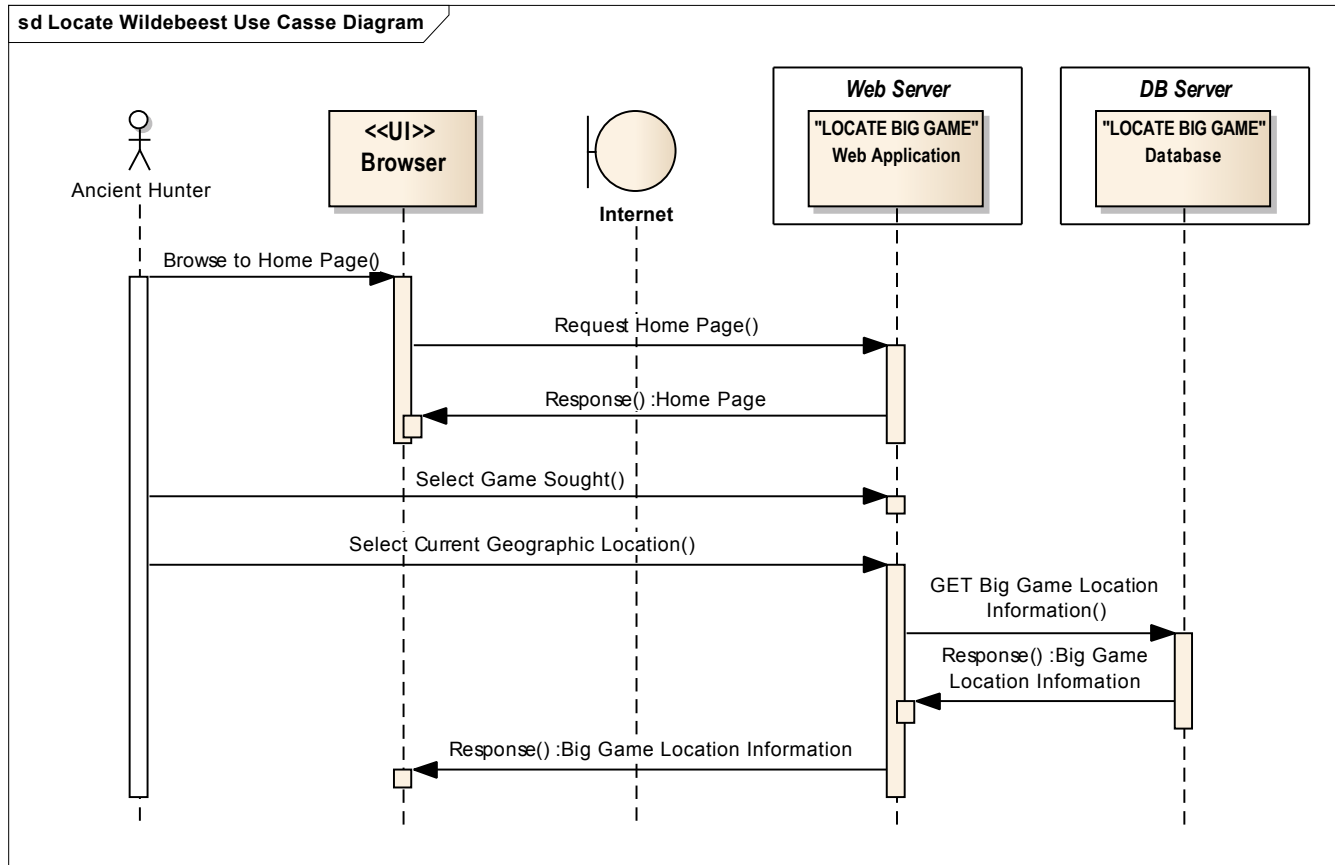 sd Locate Wildebeest Use Casse Diagram
Web Server
DB Server
<<UI>>
Browser
"LOCATE BIG GAME"
Web Application
"LOCATE BIG GAME"
Database
Ancient Hunter
Internet
Browse to Home Page()
Request Home Page()
Response() :Home Page
Select Game Sought()
Select Current Geographic Location()
GET Big Game Location
Information()
Response() :Big Game
Location Information
Response() :Big Game Location Information